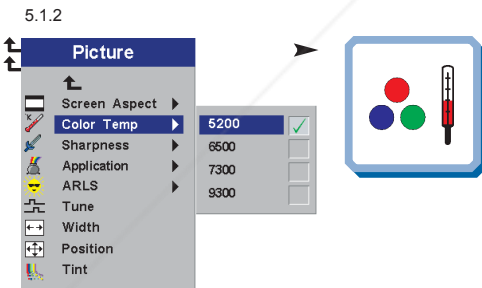 5.1.2
Picture
Screen Aspect
Color Temp
Sharpness
Application
ARLS
Tune
Width
Position
Tint
5200
6500
7300
9300
K